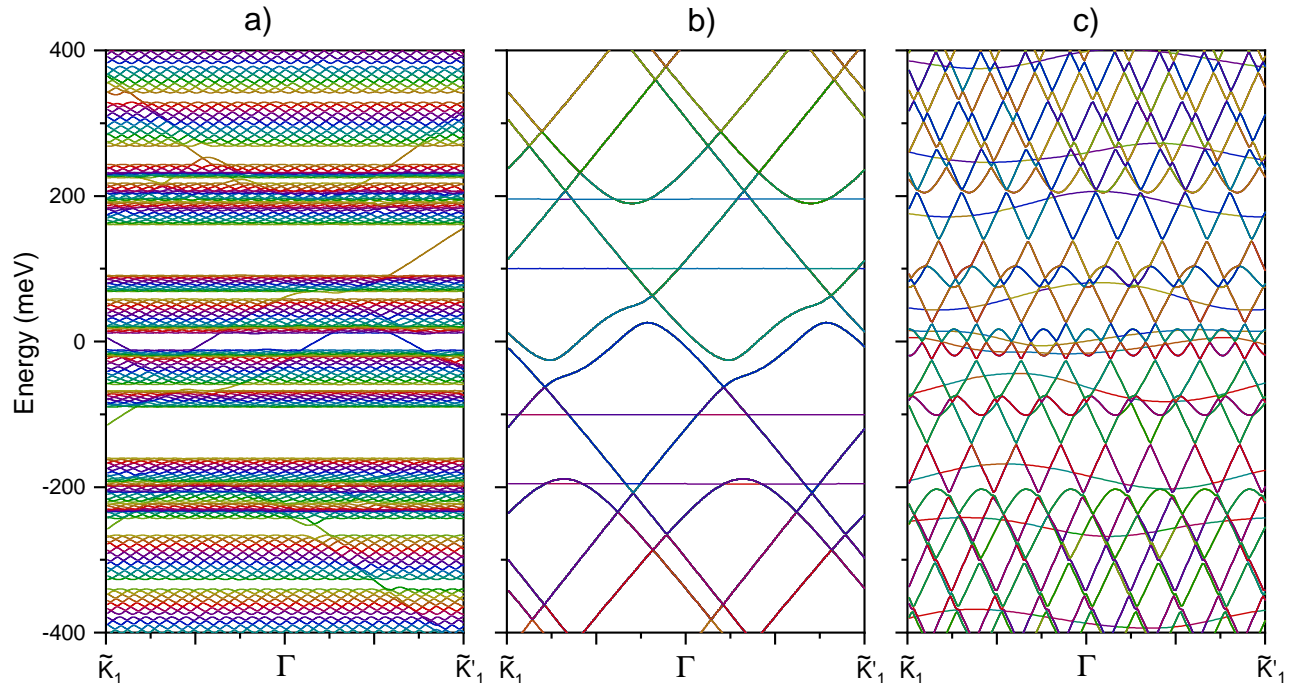 a) b) c)
400
200
0
-200
-400
Energy (meV)
K̃₁ Γ K̃'₁ K̃₁ Γ K̃'₁ K̃₁ Γ K̃'₁